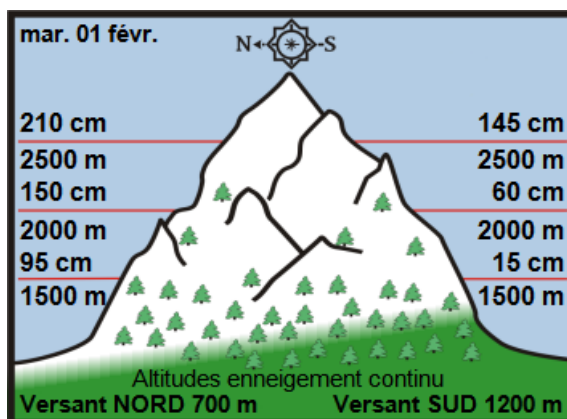 mar. 01 févr.
N S
210 cm 145 cm
2500 m 2500 m
150 cm 60 cm
2000 m 2000 m
95 cm 15 cm
1500 m 1500 m
Altitudes enneigement continu
Versant NORD 700 m Versant SUD 1200 m